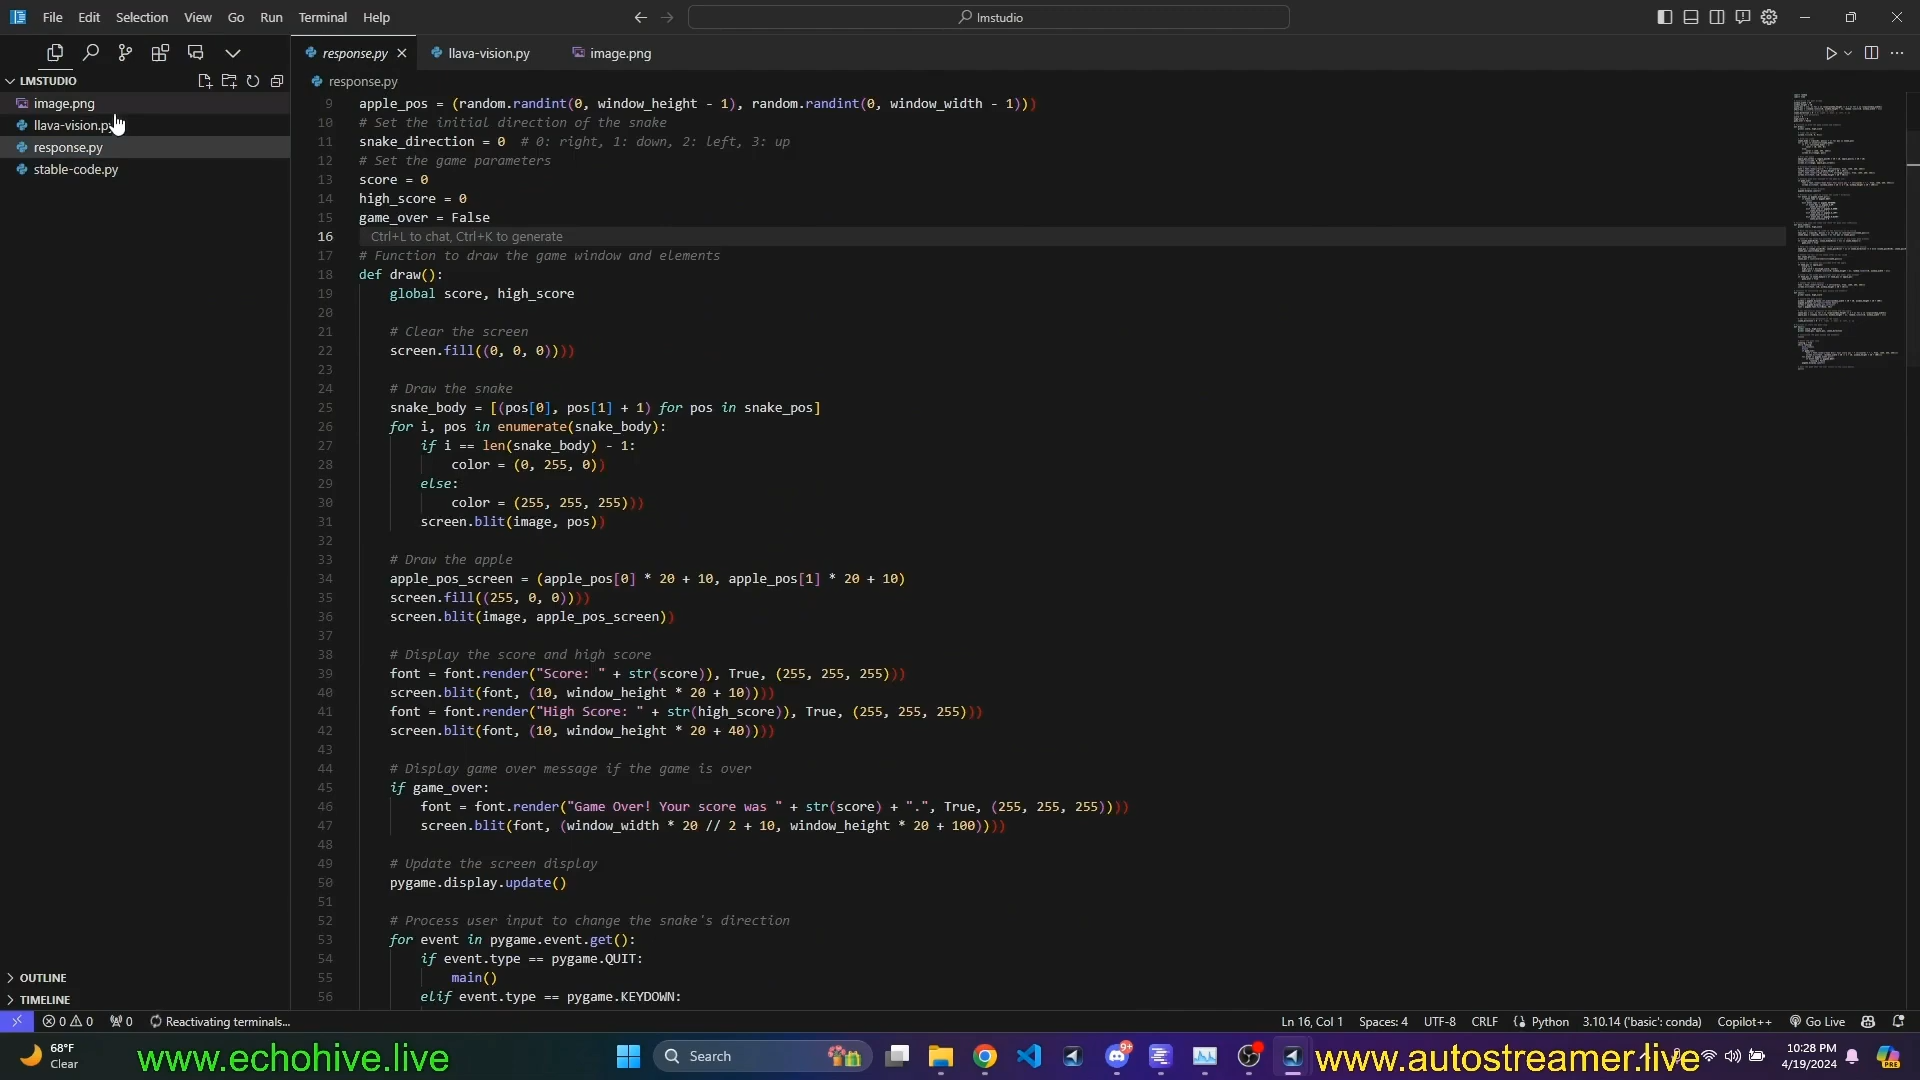 File Edit Selection View Go Run Terminal Help
lmstudio
LMSTUDIO
image.png
llava-vision.py
response.py
stable-code.py
OUTLINE
TIMELINE
response.py
llava-vision.py
image.png
response.py
9 apple_pos = (random.randint(0, window_height - 1), random.randint(0, window_width - 1)))
10 # Set the initial direction of the snake
11 snake_direction = 0 # 0: right, 1: down, 2: left, 3: up
12 # Set the game parameters
13 score = 0
14 high_score = 0
15 game_over = False
16 Ctrl+L to chat, Ctrl+K to generate
17 # Function to draw the game window and elements
18 def draw():
19 global score, high_score
20
21 # Clear the screen
22 screen.fill((0, 0, 0))))
23
24 # Draw the snake
25 snake_body = [(pos[0], pos[1] + 1) for pos in snake_pos]
26 for i, pos in enumerate(snake_body):
27 if i == len(snake_body) - 1:
28 color = (0, 255, 0))
29 else:
30 color = (255, 255, 255)))
31 screen.blit(image, pos))
32
33 # Draw the apple
34 apple_pos_screen = (apple_pos[0] * 20 + 10, apple_pos[1] * 20 + 10)
35 screen.fill((255, 0, 0))))
36 screen.blit(image, apple_pos_screen))
37
38 # Display the score and high score
39 font = font.render("Score: " + str(score)), True, (255, 255, 255)))
40 screen.blit(font, (10, window_height * 20 + 10))))
41 font = font.render("High Score: " + str(high_score)), True, (255, 255, 255)))
42 screen.blit(font, (10, window_height * 20 + 40))))
43
44 # Display game over message if the game is over
45 if game_over:
46 font = font.render("Game Over! Your score was " + str(score) + ".", True, (255, 255, 255))))
47 screen.blit(font, (window_width * 20 // 2 + 10, window_height * 20 + 100))))
48
49 # Update the screen display
50 pygame.display.update()
51
52 # Process user input to change the snake's direction
53 for event in pygame.event.get():
54 if event.type == pygame.QUIT:
55 main()
56 elif event.type == pygame.KEYDOWN:
0 0 0 Reactivating terminals...
Ln 16, Col 1 Spaces: 4 UTF-8 CRLF Python 3.10.14 ('basic': conda) Copilot++ Go Live
68°F
Clear
www.echohive.live
Search
9+
www.autostreamer.live
10:28 PM
4/19/2024
PRE